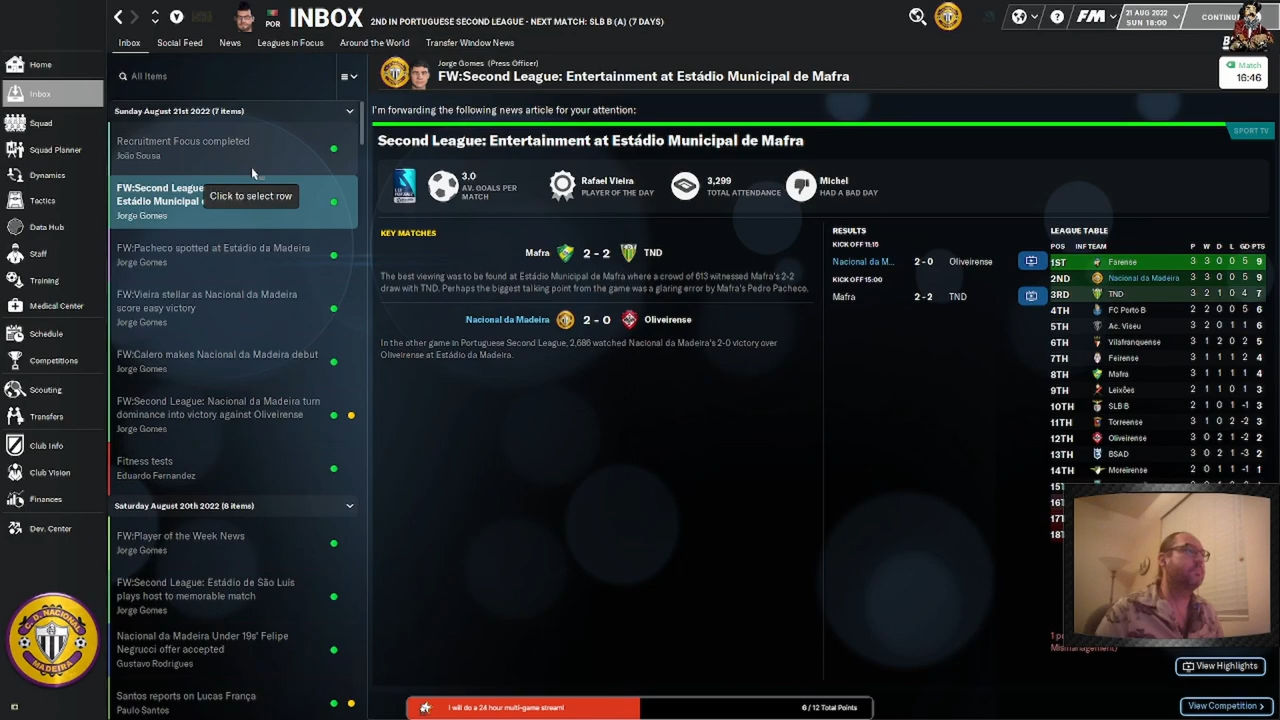 POR
INBOX
2ND IN PORTUGUESE SECOND LEAGUE - NEXT MATCH: SLB B (A) (7 DAYS)
FM
21 AUG 2022
SUN 18:00
Inbox
Social Feed
News
Leagues in Focus
Around the World
Transfer Window News
Match
16:46
Home
Inbox
Squad
Squad Planner
Dynamics
Tactics
Data Hub
Staff
Training
Medical Center
Schedule
Competitions
Scouting
Transfers
Club Info
Club Vision
Finances
Dev. Center
C.D. NACIONAL
MADEIRA
All Items
Sunday August 21st 2022 (7 items)
Recruitment Focus completed
João Sousa
FW:Second League
Estádio Municipal
Click to select row
Jorge Gomes
FW:Pacheco spotted at Estádio da Madeira
Jorge Gomes
FW:Vieira stellar as Nacional da Madeira
score easy victory
Jorge Gomes
FW:Calero makes Nacional da Madeira debut
Jorge Gomes
FW:Second League: Nacional da Madeira turn
dominance into victory against Oliveirense
Jorge Gomes
Fitness tests
Eduardo Fernandez
Saturday August 20th 2022 (8 items)
FW:Player of the Week News
Jorge Gomes
FW:Second League: Estádio de São Luis
plays host to memorable match
Jorge Gomes
Nacional da Madeira Under 19s' Felipe
Negrucci offer accepted
Gustavo Rodrigues
Santos reports on Lucas França
Paulo Santos
Jorge Gomes (Press Officer)
FW:Second League: Entertainment at Estádio Municipal de Mafra
I'm forwarding the following news article for your attention:
SPORT TV
Second League: Entertainment at Estádio Municipal de Mafra
3.0
AV. GOALS PER
MATCH
Rafael Vieira
PLAYER OF THE DAY
3,299
TOTAL ATTENDANCE
Michel
HAD A BAD DAY
KEY MATCHES
Mafra 2 - 2 TND
The best viewing was to be found at Estádio Municipal de Mafra where a crowd of 613 witnessed Mafra's 2-2
draw with TND. Perhaps the biggest talking point from the game was a glaring error by Mafra's Pedro Pacheco.
Nacional da Madeira 2 - 0 Oliveirense
In the other game in Portuguese Second League, 2,686 watched Nacional da Madeira's 2-0 victory over
Oliveirense at Estádio da Madeira.
RESULTS
KICK OFF 11:15
Nacional da M... 2 - 0 Oliveirense
KICK OFF 15:00
Mafra 2 - 2 TND
LEAGUE TABLE
POS INF TEAM P W D L GD PTS
1ST Farense 3 3 0 0 5 9
2ND Nacional da Madeira 3 3 0 0 5 9
3RD TND 3 2 1 0 4 7
4TH FC Porto B 2 2 0 0 5 6
5TH Ac. Viseu 3 2 0 1 1 6
6TH Vilafranquense 3 1 2 0 2 5
7TH Feirense 3 1 1 1 2 4
8TH Mafra 3 1 1 1 1 4
9TH Leixões 2 1 1 0 1 3
10TH SLB B 2 1 0 1 -1 3
11TH Torreense 3 1 0 2 -2 3
12TH Oliveirense 3 0 2 1 -2 2
13TH BSAD 3 0 2 1 -3 2
14TH Moreirense 2 0 1 1 -1 1
View Highlights
View Competition >
I will do a 24 hour multi-game stream!
6 / 12 Total Points